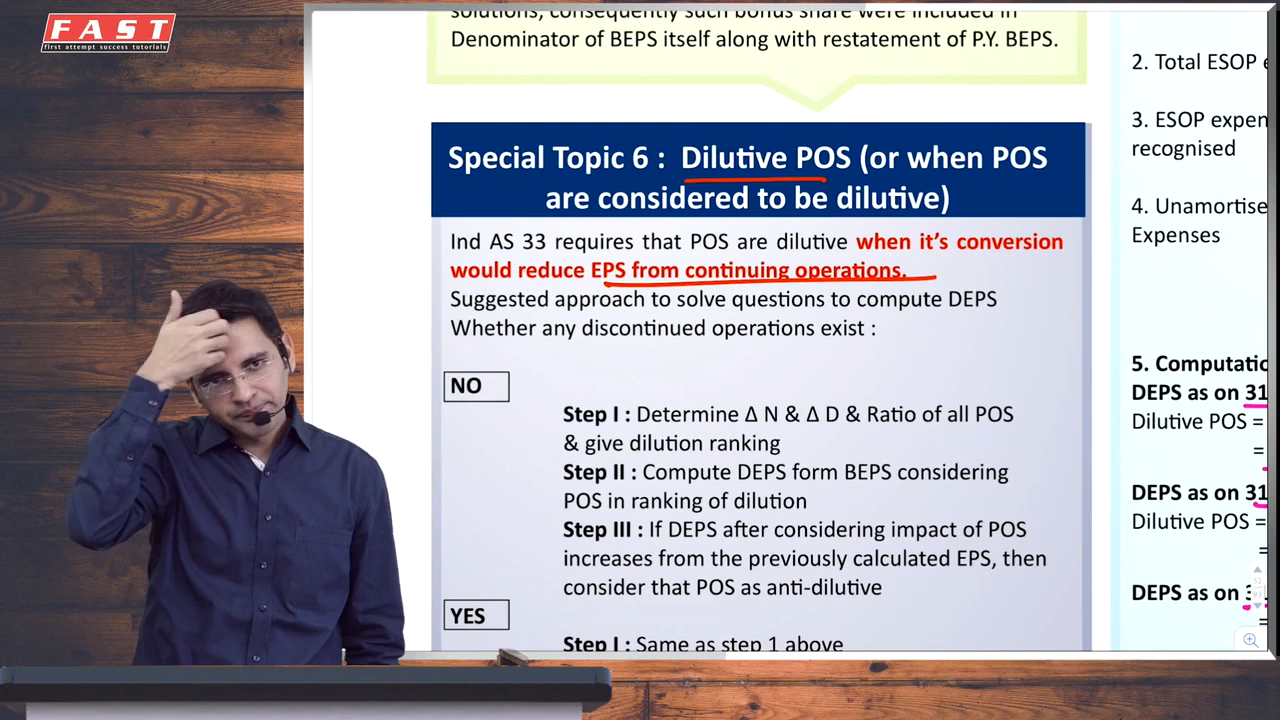 FAST
first attempt success tutorials
solutions, consequently such bonus share were included in
Denominator of BEPS itself along with restatement of P.Y. BEPS.
Special Topic 6 : Dilutive POS (or when POS
are considered to be dilutive)
Ind AS 33 requires that POS are dilutive when it's conversion
would reduce EPS from continuing operations.
Suggested approach to solve questions to compute DEPS
Whether any discontinued operations exist :
NO
Step I : Determine Δ N & Δ D & Ratio of all POS
& give dilution ranking
Step II : Compute DEPS form BEPS considering
POS in ranking of dilution
Step III : If DEPS after considering impact of POS
increases from the previously calculated EPS, then
consider that POS as anti-dilutive
YES
Step I : Same as step 1 above
2. Total ESOP
3. ESOP expen
recognised
4. Unamortise
Expenses
5. Computatio
DEPS as on 31
Dilutive POS =
=
DEPS as on 31
Dilutive POS =
=
DEPS as on
=